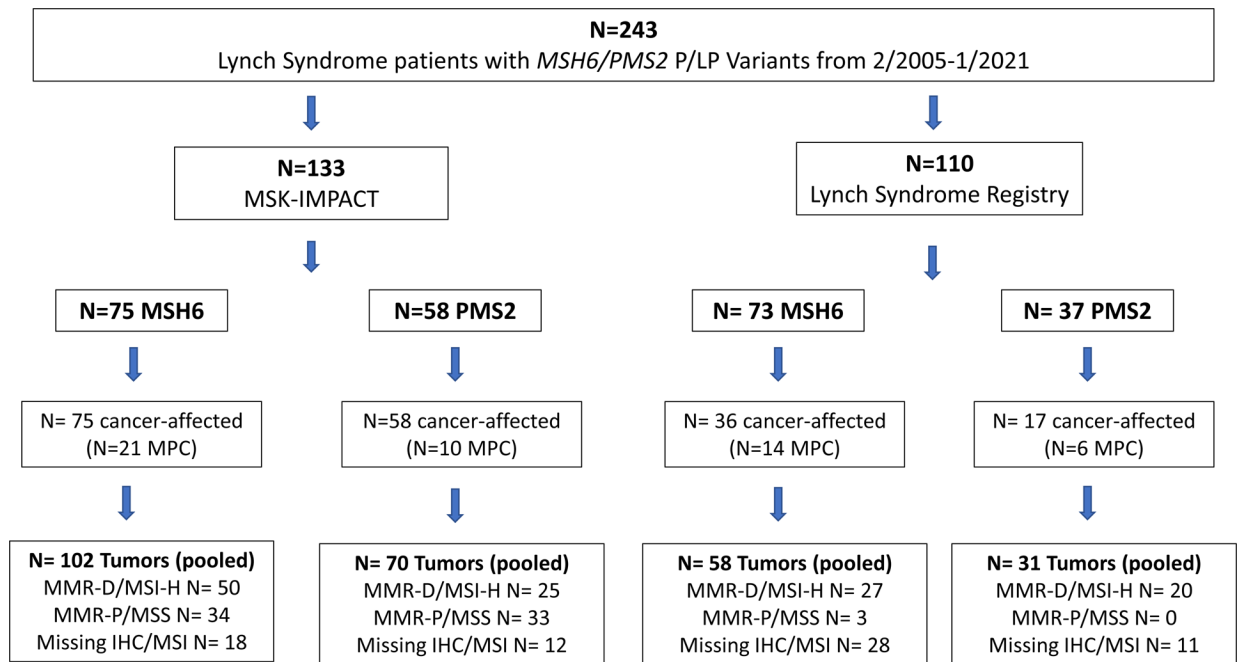 N=243
Lynch Syndrome patients with MSH6/PMS2 P/LP Variants from 2/2005-1/2021
N=133
MSK-IMPACT
N=110
Lynch Syndrome Registry
N=75 MSH6
N=58 PMS2
N= 73 MSH6
N= 37 PMS2
N= 75 cancer-affected
(N=21 MPC)
N=58 cancer-affected
(N=10 MPC)
N= 36 cancer-affected
(N=14 MPC)
N= 17 cancer-affected
(N=6 MPC)
N= 102 Tumors (pooled)
MMR-D/MSI-H N= 50
MMR-P/MSS N= 34
Missing IHC/MSI N= 18
N= 70 Tumors (pooled)
MMR-D/MSI-H N= 25
MMR-P/MSS N= 33
Missing IHC/MSI N= 12
N= 58 Tumors (pooled)
MMR-D/MSI-H N= 27
MMR-P/MSS N= 3
Missing IHC/MSI N= 28
N= 31 Tumors (pooled)
MMR-D/MSI-H N= 20
MMR-P/MSS N= 0
Missing IHC/MSI N= 11